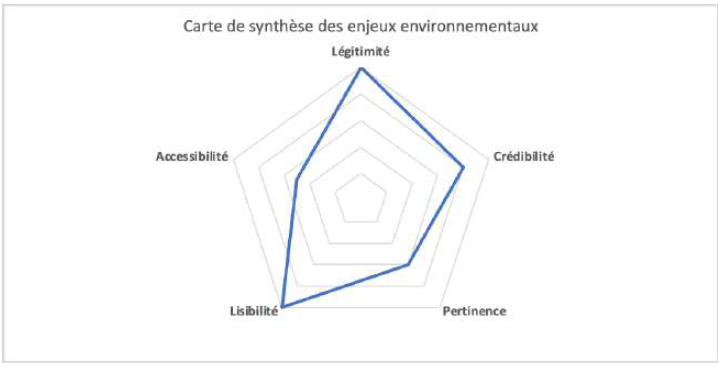 Carte de synthèse des enjeux environnementaux
Légitimité
Accessibilité
Crédibilité
Lisibilité
Pertinence